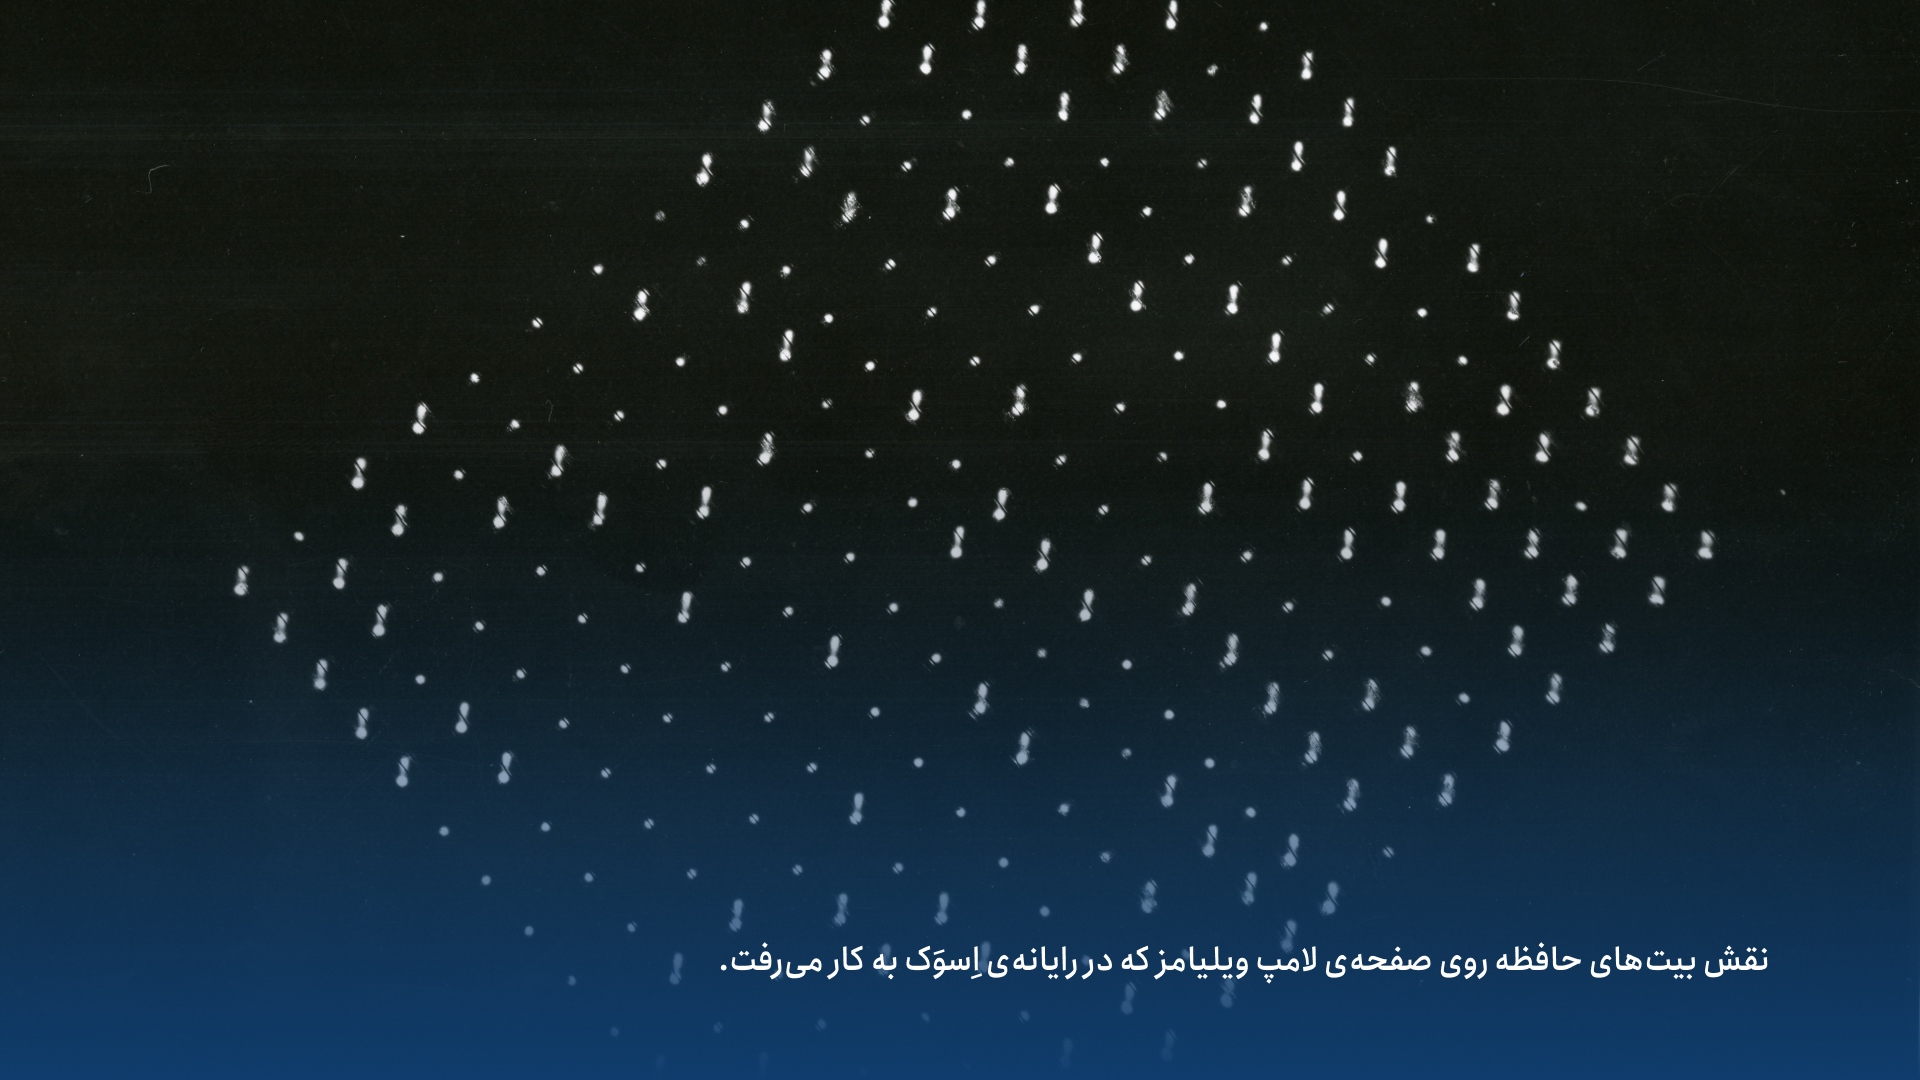 نقش بیت‌های حافظه روی صفحه‌ی لامپ ویلیامز که در رایانه‌ی اِسوَک به کار می‌رفت.